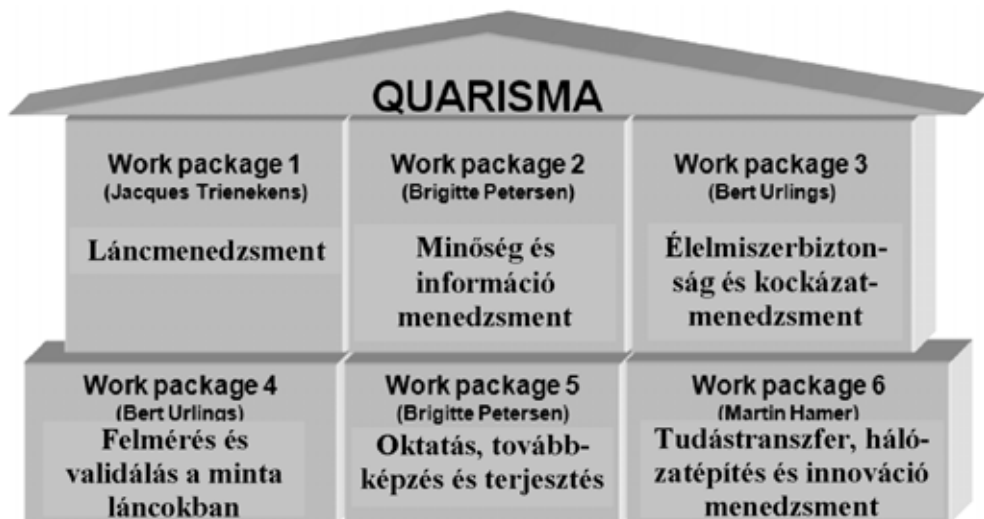 QUARISMA
Work package 1
(Jacques Trienekens)
Láncmenedzsment
Work package 2
(Brigitte Petersen)
Minőség és
információ
menedzsment
Work package 3
(Bert Urlings)
Élelmiszerbizton-
ság és kockázat-
menedzsment
Work package 4
(Bert Urlings)
Felmérés és
validálás a minta
láncokban
Work package 5
(Brigitte Petersen)
Oktatás, tovább-
képzés és terjesztés
Work package 6
(Martin Hamer)
Tudástranszfer, háló-
zatépítés és innováció
menedzsment